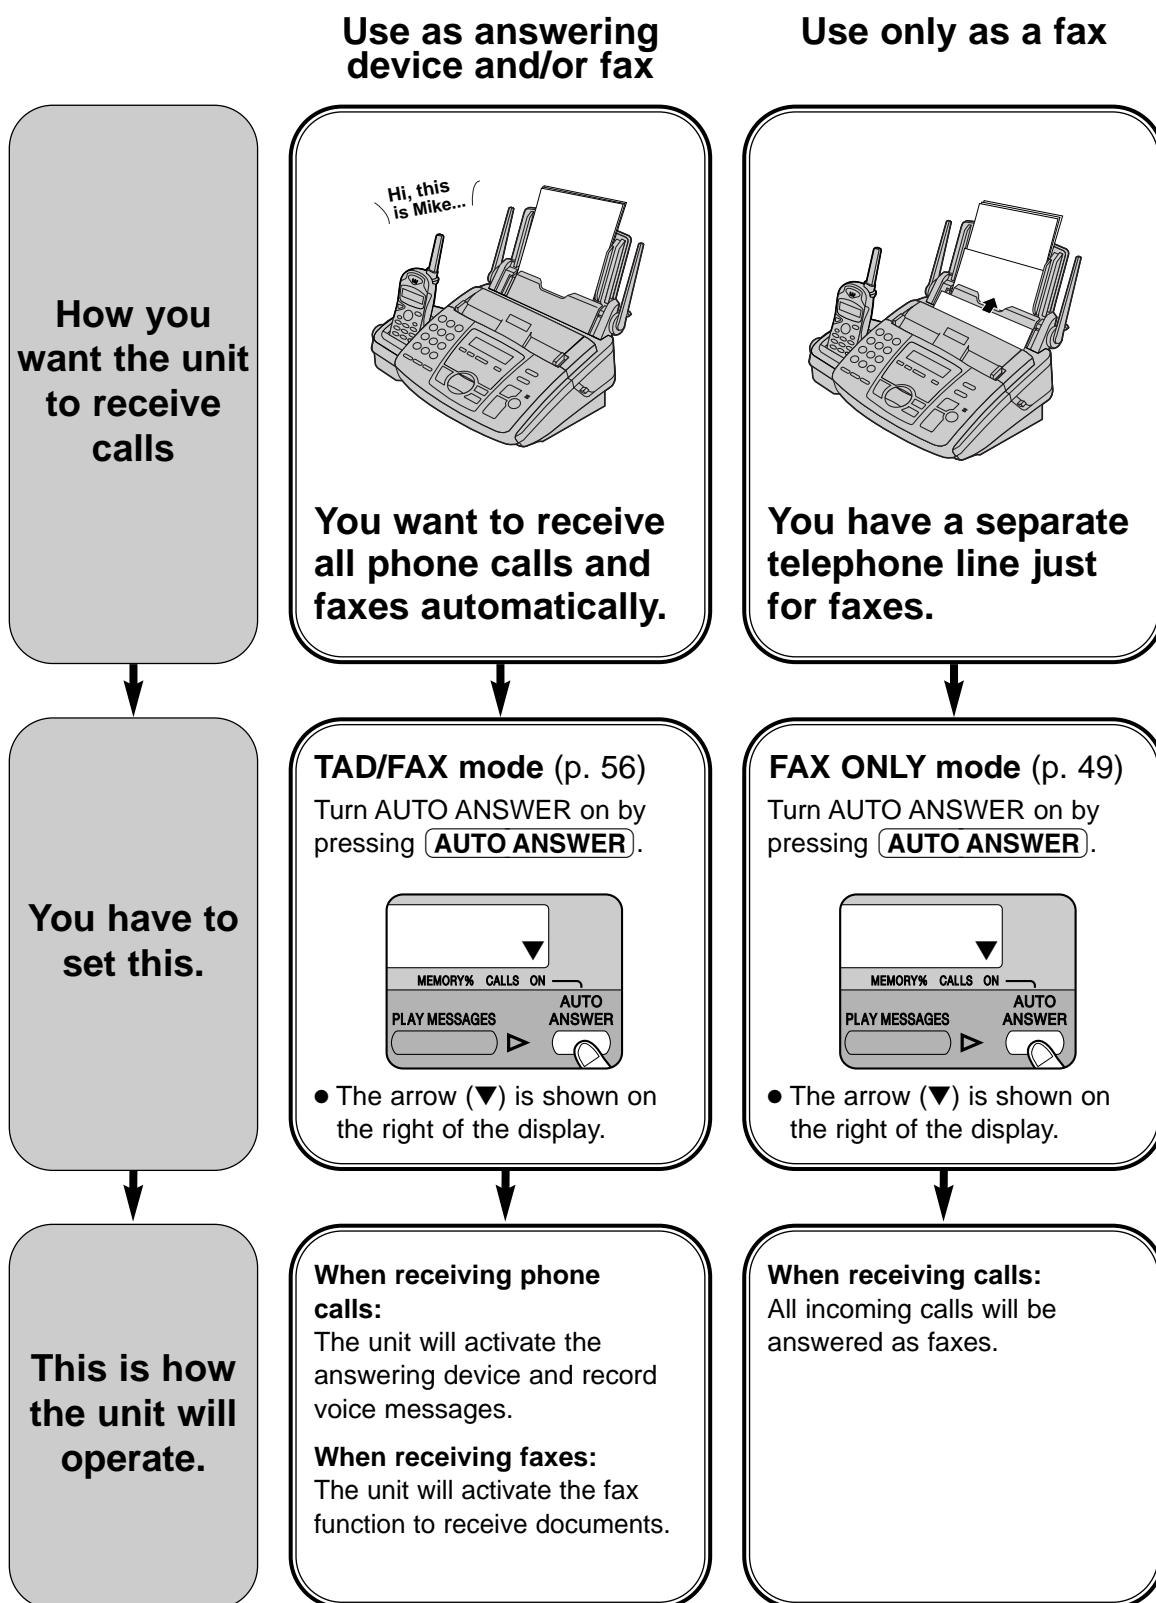 Use as answering
device and/or fax
Use only as a fax
How you
want the unit
to receive
calls
Hi, this
is Mike...
You want to receive
all phone calls and
faxes automatically.
You have a separate
telephone line just
for faxes.
You have to
set this.
TAD/FAX mode (p. 56)
Turn AUTO ANSWER on by
pressing AUTO ANSWER.
MEMORY% CALLS ON
AUTO
ANSWER
PLAY MESSAGES
● The arrow (▼) is shown on
the right of the display.
FAX ONLY mode (p. 49)
Turn AUTO ANSWER on by
pressing AUTO ANSWER.
MEMORY% CALLS ON
AUTO
ANSWER
PLAY MESSAGES
● The arrow (▼) is shown on
the right of the display.
This is how
the unit will
operate.
When receiving phone
calls:
The unit will activate the
answering device and record
voice messages.
When receiving faxes:
The unit will activate the fax
function to receive documents.
When receiving calls:
All incoming calls will be
answered as faxes.